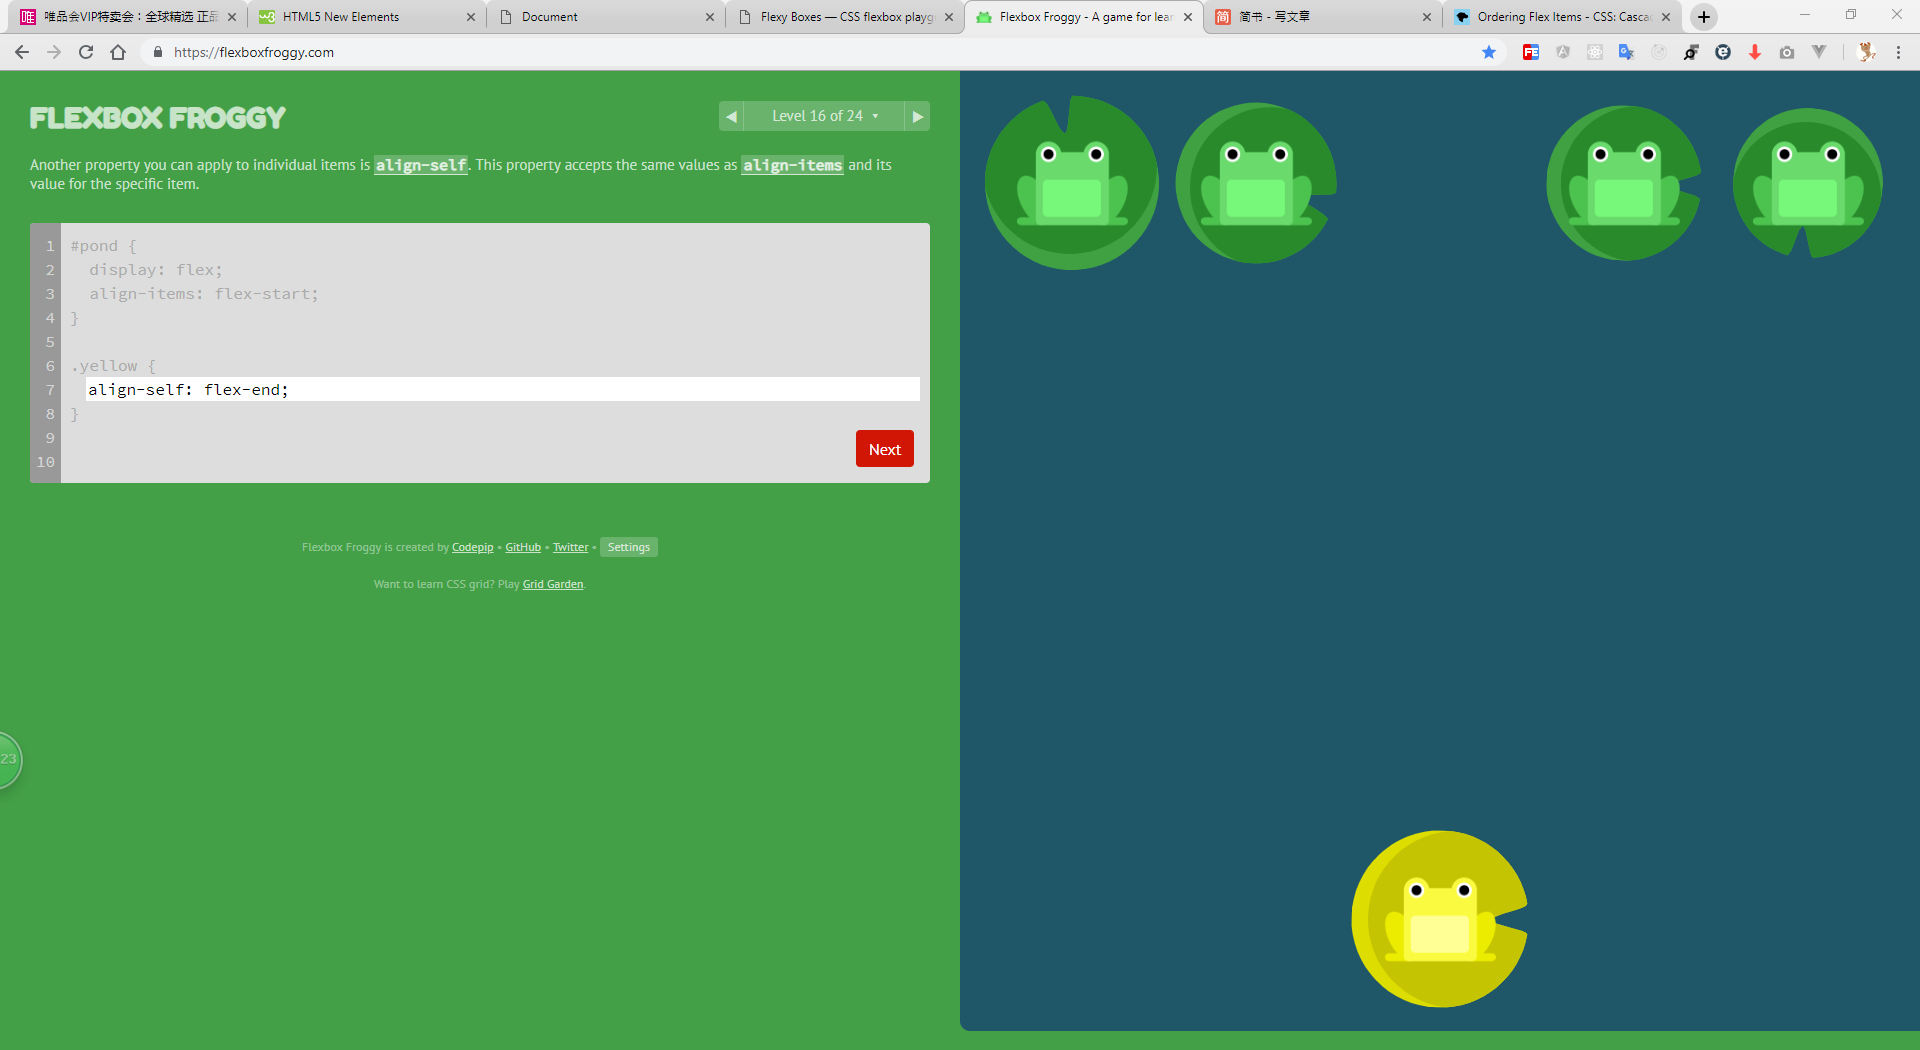 唯品会VIP特卖会：全球精选 正品
HTML5 New Elements
Document
Flexy Boxes — CSS flexbox playg
Flexbox Froggy - A game for lear
简书 - 写文章
Ordering Flex Items - CSS: Casca
https://flexboxfroggy.com
FLEXBOX FROGGY
Level 16 of 24
Another property you can apply to individual items is align-self. This property accepts the same values as align-items and its
value for the specific item.
1 #pond {
2 display: flex;
3 align-items: flex-start;
4 }
5
6 .yellow {
7 align-self: flex-end;
8 }
9
10
Next
Flexbox Froggy is created by Codepip • GitHub • Twitter • Settings
Want to learn CSS grid? Play Grid Garden.
23